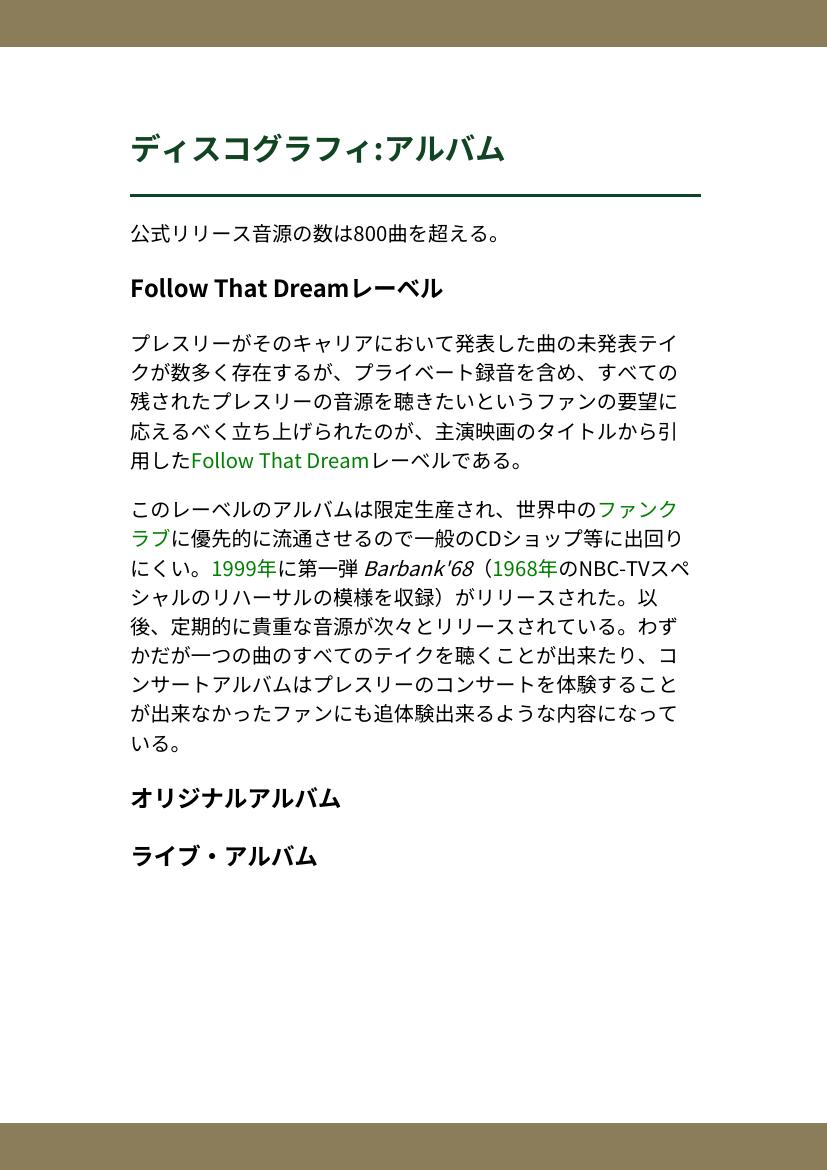 ディスコグラフィ:アルバム
公式リリース音源の数は800曲を超える。
Follow That Dreamレーベル
プレスリーがそのキャリアにおいて発表した曲の未発表テイ
クが数多く存在するが、プライベート録音を含め、すべての
残されたプレスリーの音源を聴きたいというファンの要望に
応えるべく立ち上げられたのが、主演映画のタイトルから引
用したFollow That Dreamレーベルである。
このレーベルのアルバムは限定生産され、世界中のファンク
ラブに優先的に流通させるので一般のCDショップ等に出回り
にくい。1999年に第一弾 Barbank'68（1968年のNBC-TVスペ
シャルのリハーサルの模様を収録）がリリースされた。以
後、定期的に貴重な音源が次々とリリースされている。わず
かだが一つの曲のすべてのテイクを聴くことが出来たり、コ
ンサートアルバムはプレスリーのコンサートを体験すること
が出来なかったファンにも追体験出来るような内容になって
いる。
オリジナルアルバム
ライブ・アルバム